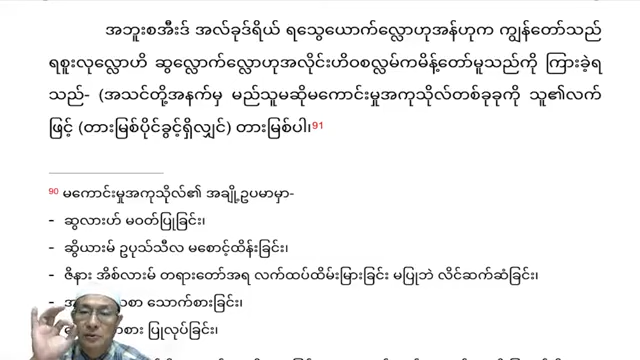 အဘူးစအီးဒ် အလ်ခုဒ်ရိယ် ရသွေယောက်လ္လောဟုအန်ဟုက ကျွန်တော်သည်
ရစူးလုလ္လောဟိ ဆွလ္လောက်လ္လောဟုအလိုင်းဟိဝစလ္လမ်ကမိန့်တော်မူသည်ကို ကြားခဲ့ရ
သည်- (အသင်တို့အနက်မှ မည်သူမဆိုမကောင်းမှုအကုသိုလ်တစ်ခုခုကို သူ၏လက်
ဖြင့် (တားမြစ်ပိုင်ခွင့်ရှိလျှင်) တားမြစ်ပါ၊91
90 မကောင်းမှုအကုသိုလ်၏ အချို့ဥပမာမှာ-
- ဆွလားဟ် မဝတ်ပြုခြင်း၊
- ဆွိယားမ် ဥပုသ်သီလ မစောင့်ထိန်းခြင်း၊
- ဇိနား အိစ်လားမ် တရားတော်အရ လက်ထပ်ထိမ်းမြားခြင်း မပြုဘဲ လိင်ဆက်ဆံခြင်း၊
- သောက်စားခြင်း၊
- ပြုလုပ်ခြင်း၊